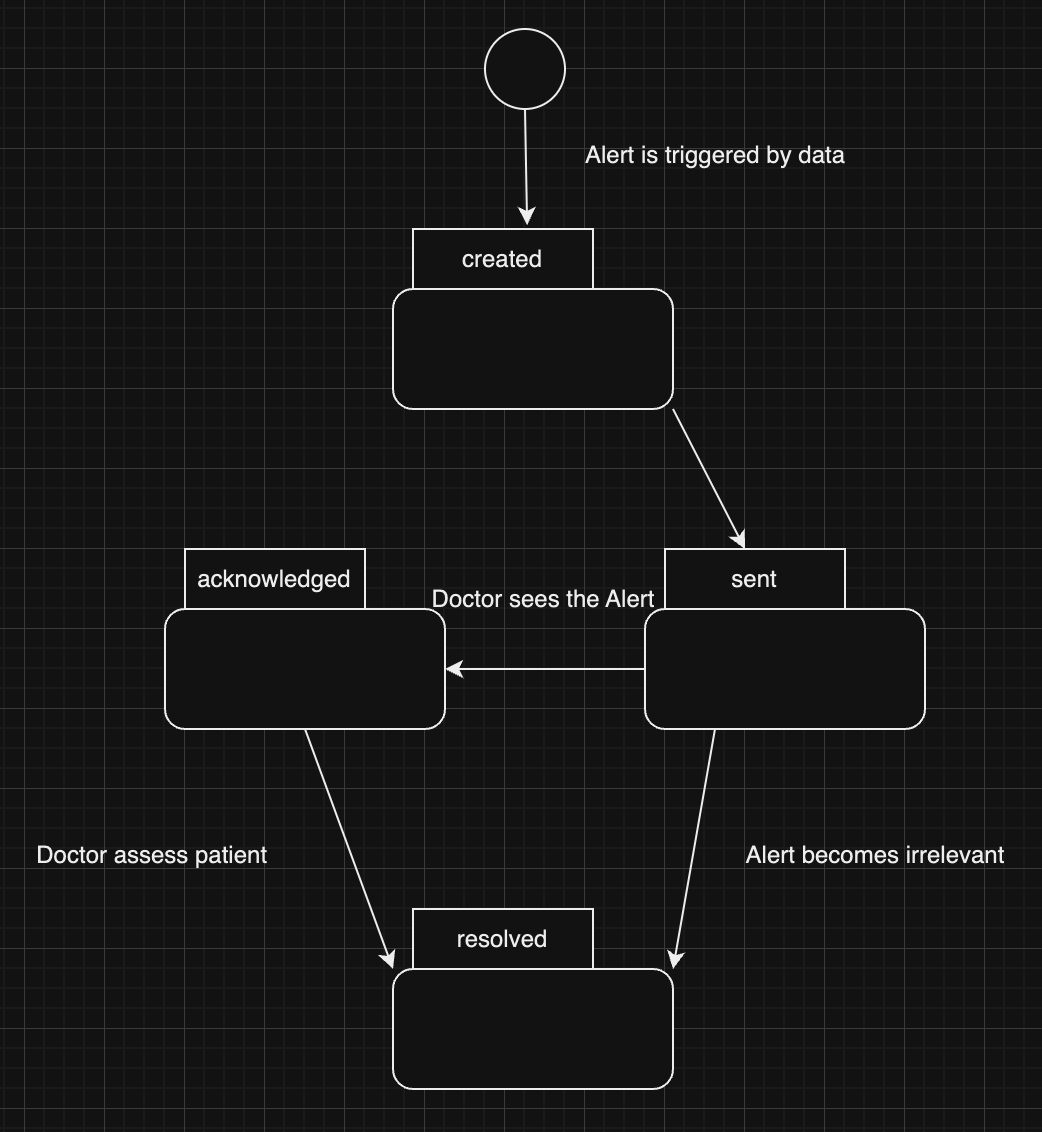 Alert is triggered by data
created
acknowledged
Doctor sees the Alert
sent
Doctor assess patient
Alert becomes irrelevant
resolved